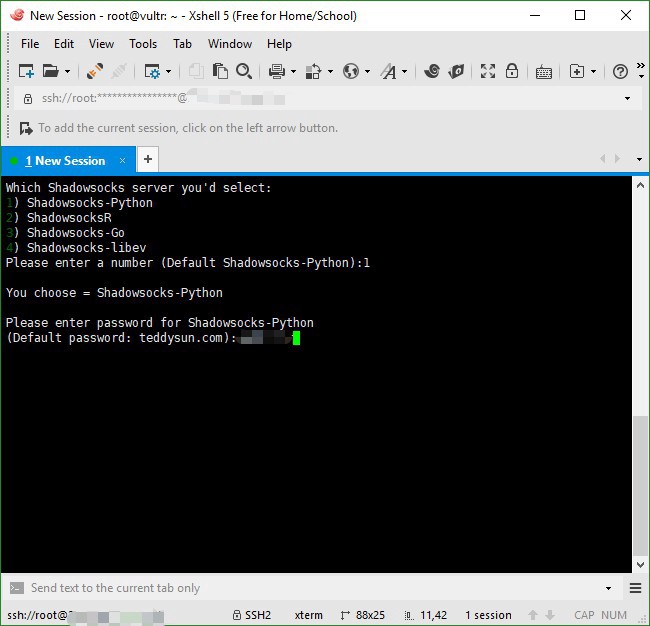 New Session - root@vultr: ~ - Xshell 5 (Free for Home/School)
File Edit View Tools Tab Window Help
ssh://root:****************@
To add the current session, click on the left arrow button.
1 New Session × +
Which Shadowsocks server you'd select:
1) Shadowsocks-Python
2) ShadowsocksR
3) Shadowsocks-Go
4) Shadowsocks-libev
Please enter a number (Default Shadowsocks-Python):1
You choose = Shadowsocks-Python
Please enter password for Shadowsocks-Python
(Default password: teddysun.com):
Send text to the current tab only
ssh://root@ SSH2 xterm 88x25 11,42 1 session CAP NUM